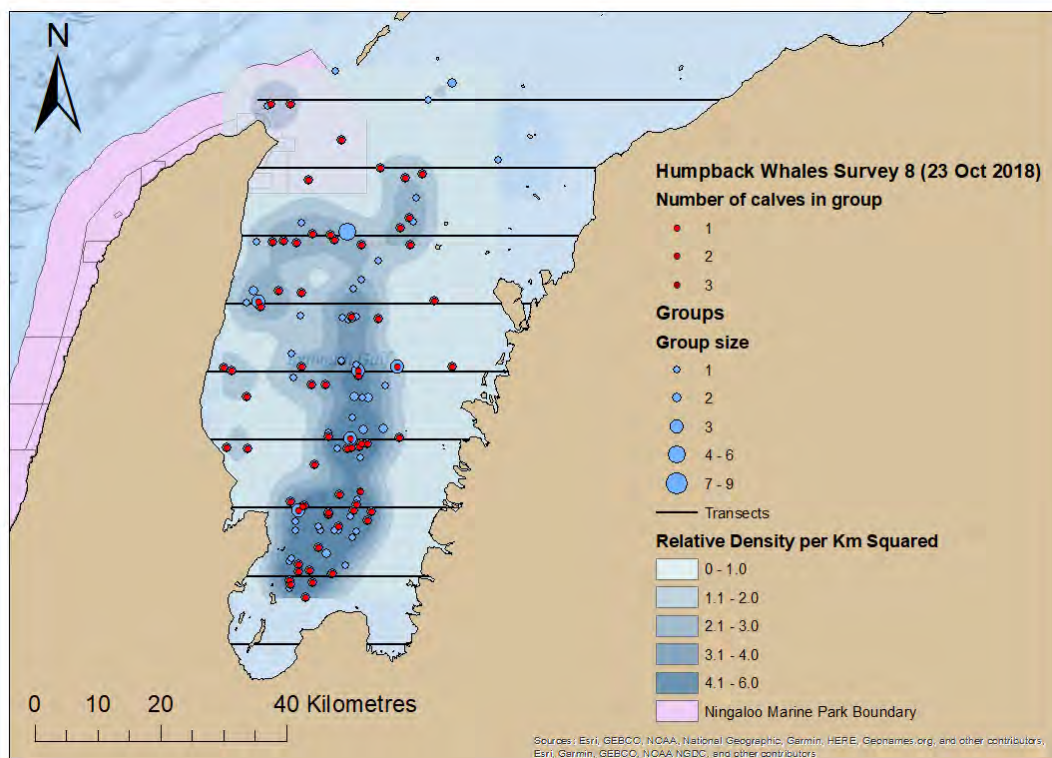 N
Humpback Whales Survey 8 (23 Oct 2018)
Number of calves in group
1
2
3
Groups
Group size
1
2
3
4 - 6
7 - 9
Transects
Relative Density per Km Squared
0 - 1.0
1.1 - 2.0
2.1 - 3.0
3.1 - 4.0
4.1 - 6.0
Ningaloo Marine Park Boundary
0 10 20 40 Kilometres
Sources: Esri, GEBCO, NOAA, National Geographic, Garmin, HERE, Geonames.org, and other contributors,
Esri, Garmin, GEBCO, NOAA NGDC, and other contributors